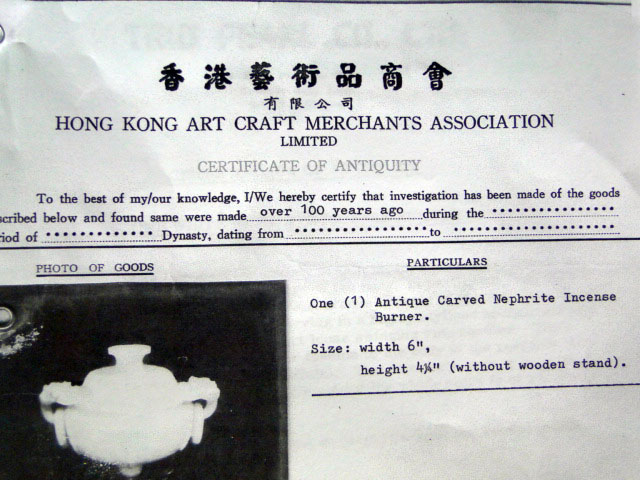 香港藝術品商會
有限公司
HONG KONG ART CRAFT MERCHANTS ASSOCIATION
LIMITED
CERTIFICATE OF ANTIQUITY
To the best of my/our knowledge, I/We hereby certify that investigation has been made of the goods
scribed below and found same were made over 100 years ago during the
iod of Dynasty, dating from to
PHOTO OF GOODS
PARTICULARS
One (1) Antique Carved Nephrite Incense
Burner.
Size: width 6",
height 4¼" (without wooden stand).